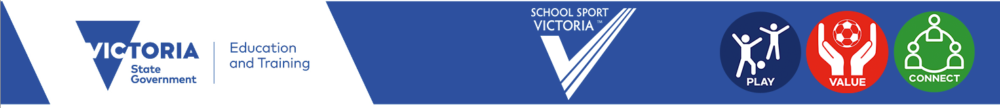 VICTORIA
State
Government
Education
and Training
SCHOOL SPORT
VICTORIA™
PLAY
VALUE
CONNECT